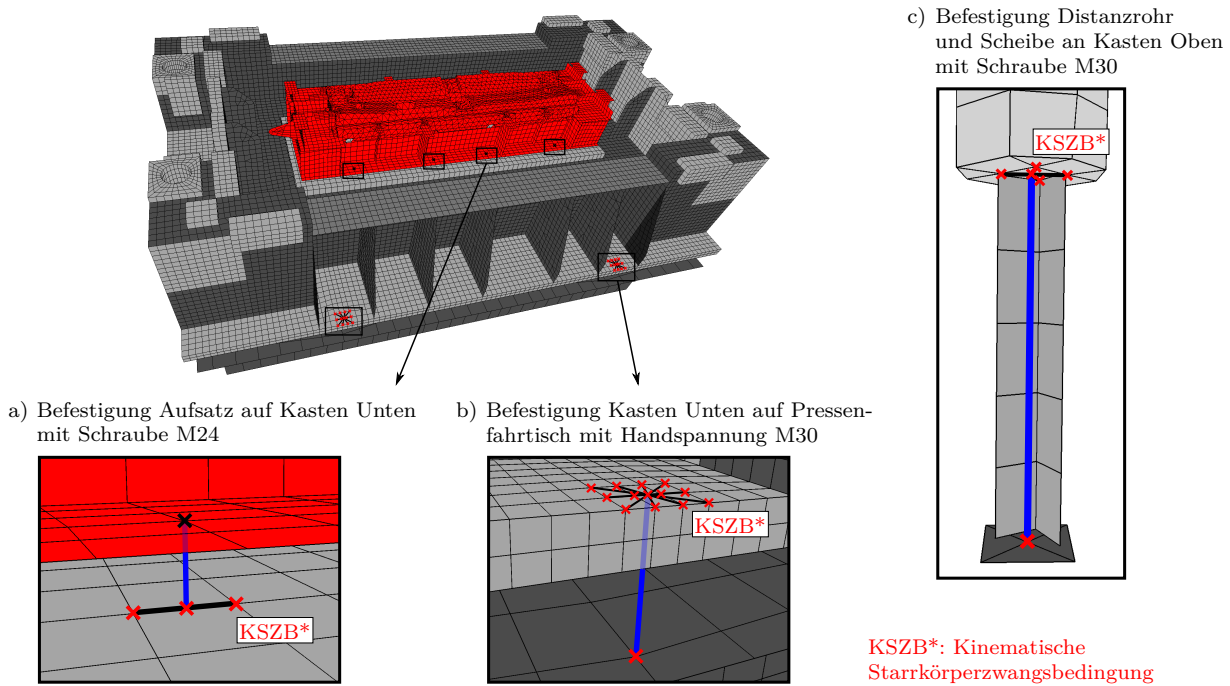 c) Befestigung Distanzrohr
und Scheibe an Kasten Oben
mit Schraube M30
KSZB*
a) Befestigung Aufsatz auf Kasten Unten
mit Schraube M24
KSZB*
b) Befestigung Kasten Unten auf Pressen-
fahrtisch mit Handspannung M30
KSZB*
KSZB*: Kinematische
Starrkörperzwangsbedingung